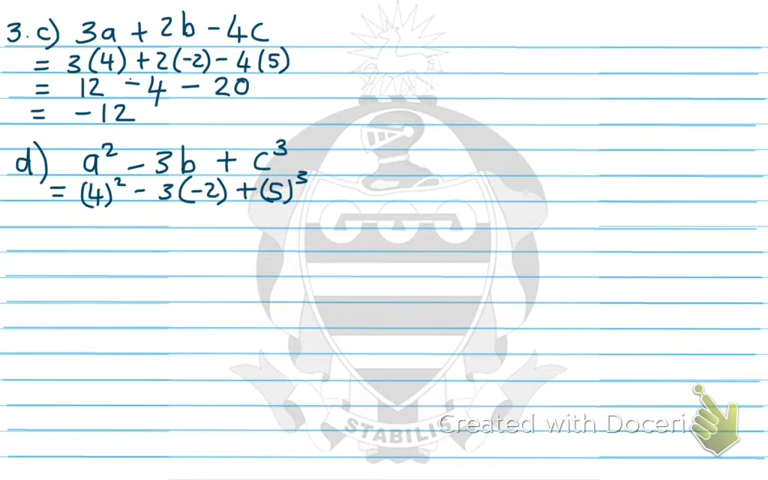 3. c) 3a + 2b - 4c
= 3(4) + 2(-2) - 4(5)
= 12 - 4 - 20
= -12
d) a² - 3b + c³
= (4)² - 3(-2) + (5)³
Created with Doceri
STABILI